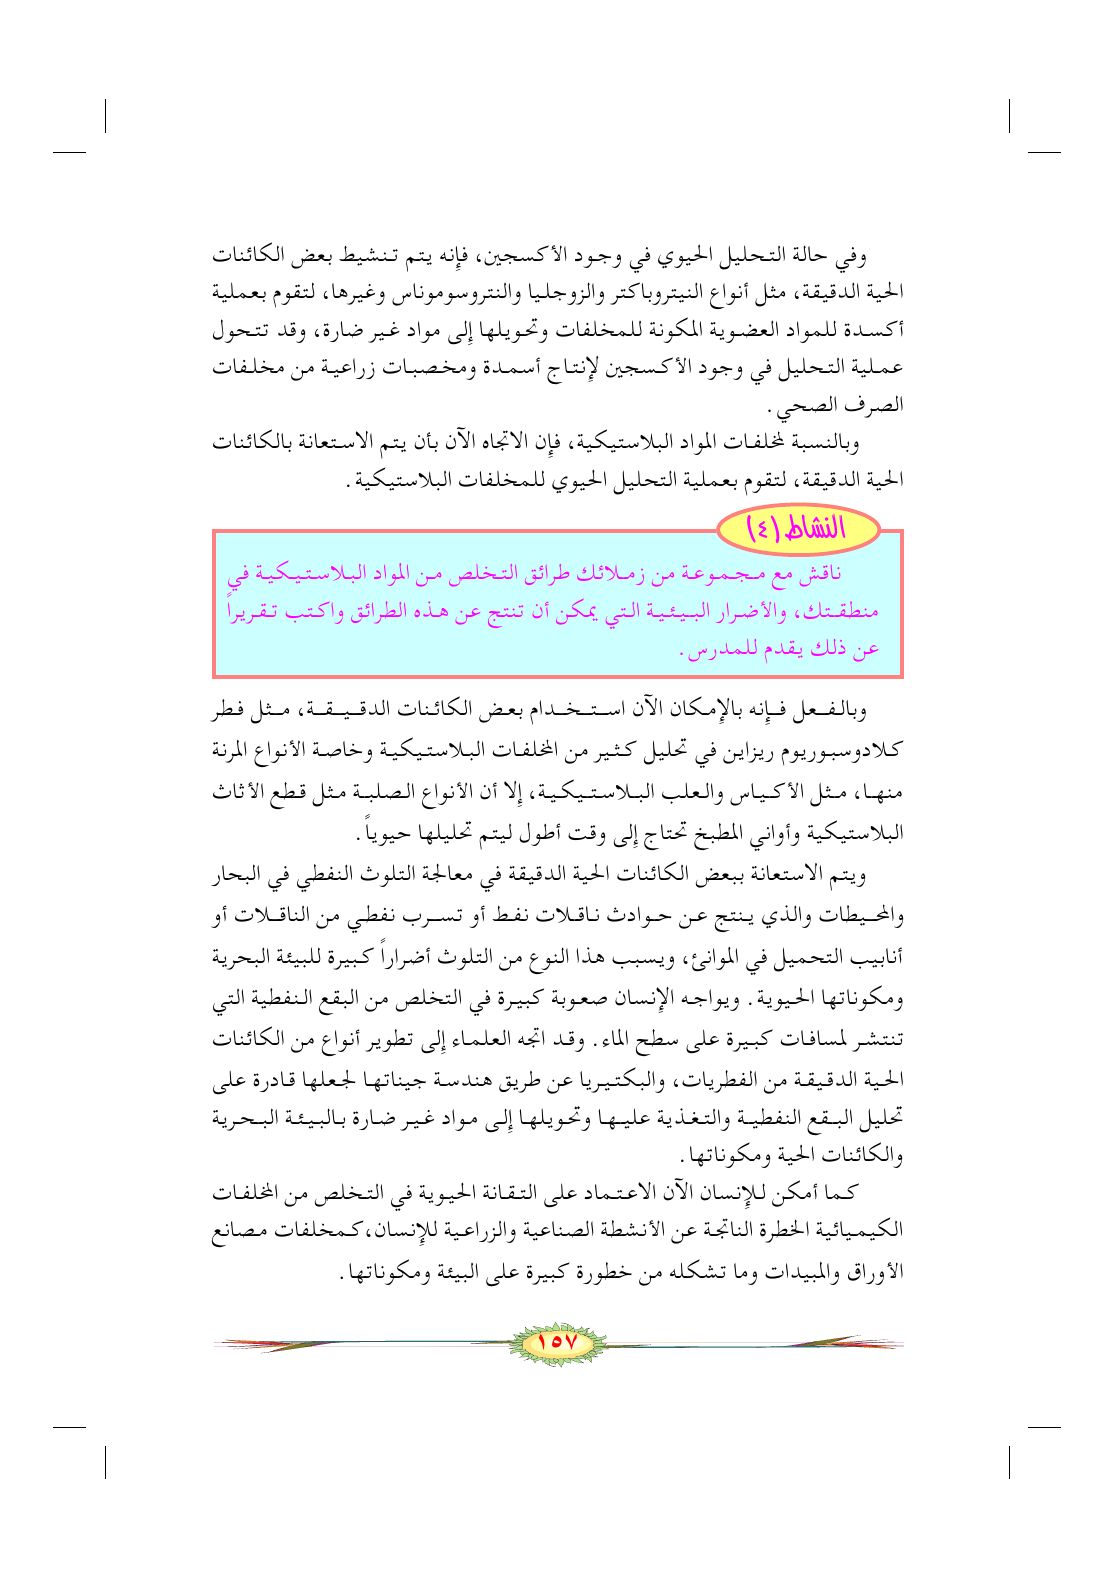 وفي حالة التحليل الحيوي في وجود الأكسجين، فإنه يتم تنشيط بعض الكائنات
الحية الدقيقة، مثل أنواع النيتروباكتر والزوجليا والنتروسوموناس وغيرها، لتقوم بعملية
أكسدة للمواد العضوية المكونة للمخلفات وتحويلها إلى مواد غير ضارة، وقد تتحول
عملية التحليل في وجود الأكسجين لإنتاج أسمدة ومخصبات زراعية من مخلفات
الصرف الصحي.
وبالنسبة لمخلفات المواد البلاستيكية، فإن الاتجاه الآن بأن يتم الاستعانة بالكائنات
الحية الدقيقة، لتقوم بعملية التحليل الحيوي للمخلفات البلاستيكية.
النشاط (٤)
ناقش مع مجموعة من زملائك طرائق التخلص من المواد البلاستيكية في
منطقتك، والأضرار البيئية التي يمكن أن تنتج عن هذه الطرائق واكتب تقريراً
عن ذلك يقدم للمدرس.
وبالفعل فإنه بالإمكان الآن استخدام بعض الكائنات الدقيقة، مثل فطر
كلادوسبوريوم ريزاين في تحليل كثير من المخلفات البلاستيكية وخاصة الأنواع المرنة
منها، مثل الأكياس والعلب البلاستيكية، إلا أن الأنواع الصلبة مثل قطع الأثاث
البلاستيكية وأواني المطبخ تحتاج إلى وقت أطول ليتم تحليلها حيوياً.
ويتم الاستعانة ببعض الكائنات الحية الدقيقة في معالجة التلوث النفطي في البحار
والمحيطات والذي ينتج عن حوادث ناقلات نفط أو تسرب نفطي من الناقلات أو
أنابيب التحميل في الموانئ، ويسبب هذا النوع من التلوث أضراراً كبيرة للبيئة البحرية
ومكوناتها الحيوية. ويواجه الإنسان صعوبة كبيرة في التخلص من البقع النفطية التي
تنتشر لمسافات كبيرة على سطح الماء. وقد اتجه العلماء إلى تطوير أنواع من الكائنات
الحية الدقيقة من الفطريات، والبكتيريا عن طريق هندسة جيناتها لجعلها قادرة على
تحليل البقع النفطية والتغذية عليها وتحويلها إلى مواد غير ضارة بالبيئة البحرية
والكائنات الحية ومكوناتها.
كما أمكن للإنسان الآن الاعتماد على التقانة الحيوية في التخلص من المخلفات
الكيميائية الخطرة الناتجة عن الأنشطة الصناعية والزراعية للإنسان،كمخلفات مصانع
الأوراق والمبيدات وما تشكله من خطورة كبيرة على البيئة ومكوناتها.
١٥٧